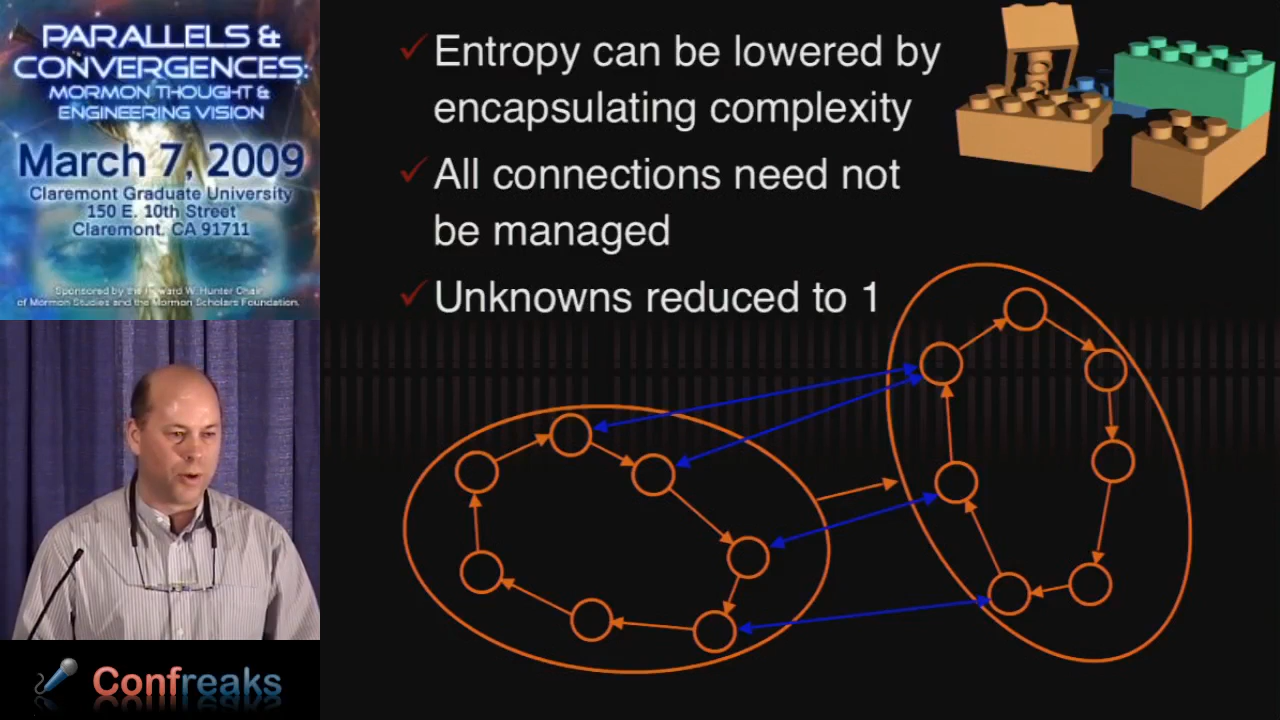 PARALLELS &
CONVERGENCES:
MORMON THOUGHT &
ENGINEERING VISION
March 7, 2009
Claremont Graduate University
150 E. 10th Street
Claremont, CA 91711
Sponsored by the Howard W. Hunter Chair
of Mormon Studies and the Mormon Scholars Foundation.
Confreaks
Entropy can be lowered by
encapsulating complexity
All connections need not
be managed
Unknowns reduced to 1